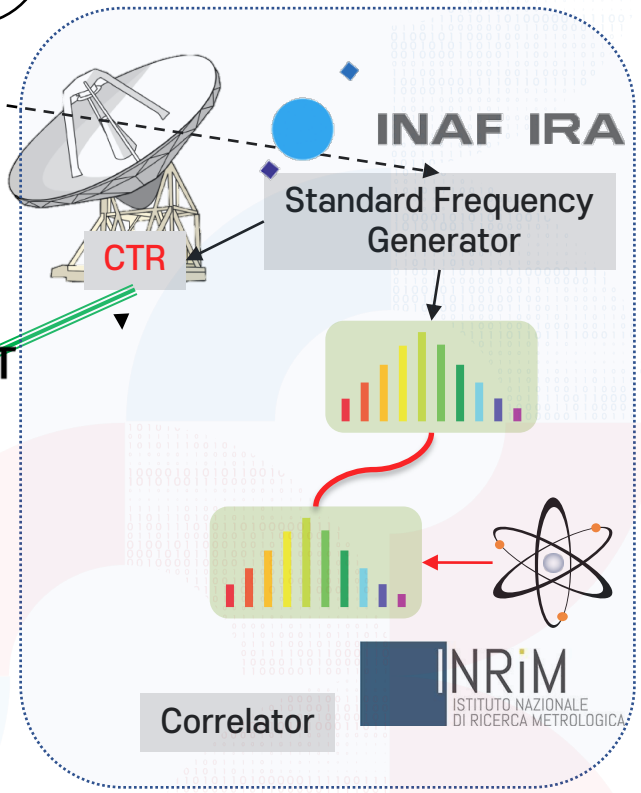 INAF IRA
Standard Frequency
Generator
CTR
T
INRiM
ISTITUTO NAZIONALE
DI RICERCA METROLOGICA
Correlator